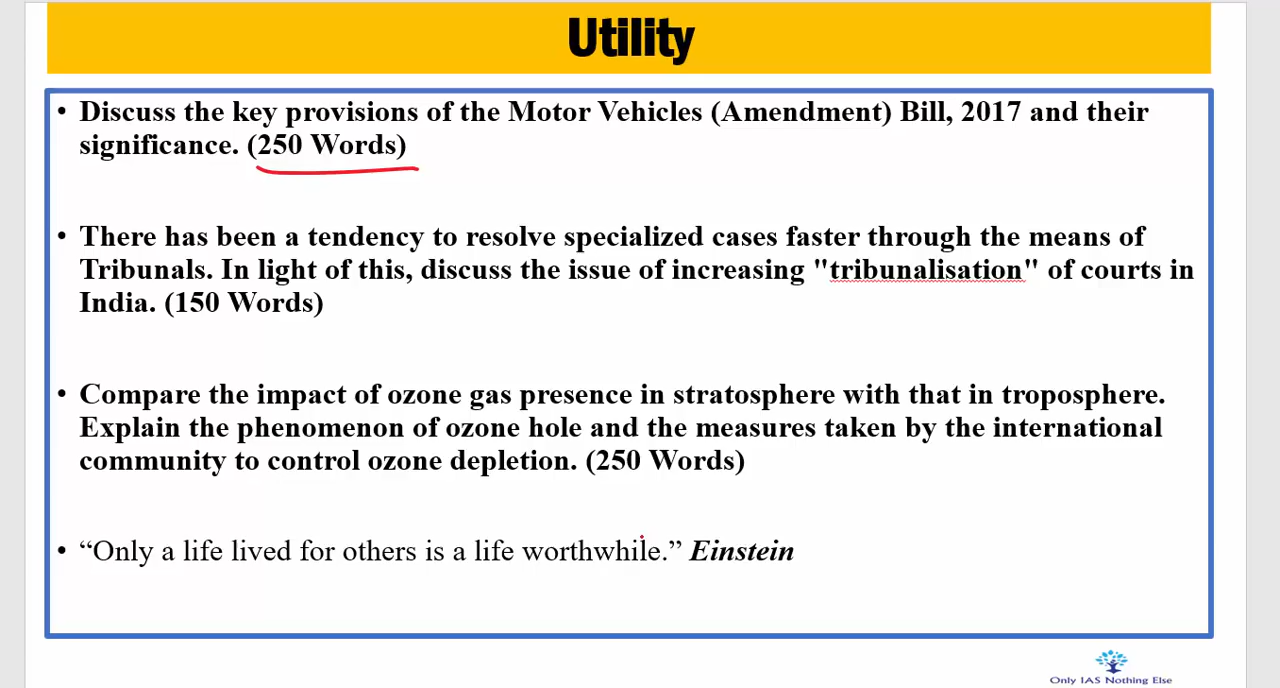 Utility
• Discuss the key provisions of the Motor Vehicles (Amendment) Bill, 2017 and their
significance. (250 Words)
• There has been a tendency to resolve specialized cases faster through the means of
Tribunals. In light of this, discuss the issue of increasing "tribunalisation" of courts in
India. (150 Words)
• Compare the impact of ozone gas presence in stratosphere with that in troposphere.
Explain the phenomenon of ozone hole and the measures taken by the international
community to control ozone depletion. (250 Words)
• “Only a life lived for others is a life worthwhile.” Einstein
Only IAS Nothing Else